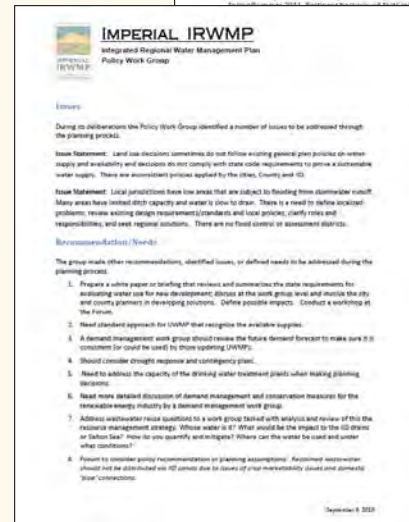 IMPERIAL IRWMP
Integrated Regional Water Management Plan
Policy Work Group
IMPERIAL
IRWMP
Issues
During its deliberations the Policy Work Group identified a number of issues to be addressed through
the planning process.
Issue Statement: Land use decisions sometimes do not follow existing general plan policies on water
supply and availability and decisions do not comply with state code requirements to prove a sustainable
water supply. There are inconsistent policies applied by the cities, County and IID.
Issue Statement: Local jurisdictions have low areas that are subject to flooding from stormwater runoff.
Many areas have limited ditch capacity and water is slow to drain. There is a need to define localized
problems; review existing design requirements/standards and local policies; clarify roles and
responsibilities; and seek regional solutions. There are no flood control or assessment districts.
Recommendation/Needs
The group made other recommendations, identified issues, or defined needs to be addressed during the
planning process.
1. Prepare a white paper or briefing that reviews and summarizes the state requirements for
evaluating water use for new development; discuss at the work group level and involve the city
and county planners in developing solutions. Define possible impacts. Conduct a workshop at
the Forum.
2. Need standard approach for UWMP that recognize the available supplies.
3. A demand management work group should review the future demand forecast to make sure it is
consistent (or could be used) by those updating UWMPs.
4. Should consider drought response and contingency plans.
5. Need to address the capacity of the drinking water treatment plants when making planning
decisions.
6. Need more detailed discussion of demand management and conservation measures for the
renewable energy industry by a demand management work group.
7. Address wastewater reuse questions to a work group tasked with analysis and review of this the
resource management strategy. Whose water is it? What would be the impact to the IID drains
or Salton Sea? How do you quantify and mitigate? Where can the water be used and under
what conditions?
8. Forum to consider policy recommendation or planning assumptions: Reclaimed wastewater
should not be distributed via IID canals due to issues of crop marketability issues and domestic
"pipe" connections.
September 9, 2010